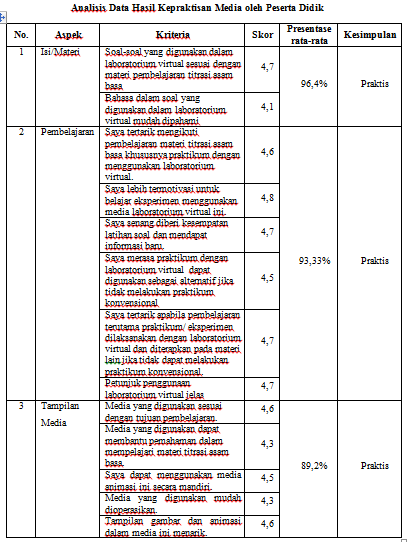 Analisis Data Hasil Kepraktisan Media oleh Peserta Didik
No. Aspek Kriteria Skor Presentase rata-rata Kesimpulan
1 Isi/Materi
Soal-soal yang digunakan dalam
laboratorium virtual sesuai dengan
materi pembelajaran titrasi asam
basa
4,7
Bahasa dalam soal yang
digunakan dalam laboratorium
virtual mudah dipahami.
4,1
96,4% Praktis
2 Pembelajaran
Saya tertarik mengikuti
pembelajaran materi titrasi asam
basa khususnya praktikum dengan
menggunakan laboratorium
virtual.
4,6
Saya lebih termotivasi untuk
belajar eksperimen menggunakan
media laboratorium virtual ini.
4,8
Saya senang diberi kesempatan
latihan soal dan mendapat
informasi baru.
4,7
Saya merasa praktikum dengan
laboratorium virtual dapat
digunakan sebagai alternatif jika
tidak melakukan praktikum
konvensional
4,5
Saya tertarik apabila pembelajaran
terutama praktikum/ eksperimen
dilaksanakan dengan laboratorium
virtual dan diterapkan pada materi
lain jika tidak dapat melakukan
praktikum konvensional.
4,7
Petunjuk penggunaan
laboratorium virtual jelas
4,7
93,33% Praktis
3 Tampilan
Media
Media yang digunakan sesuai
dengan tujuan pembelajaran.
4,6
Media yang digunakan dapat
membantu pemahaman dalam
mempelajari materi titrasi asam
basa.
4,3
Saya dapat menggunakan media
animasi ini secara mandiri.
4,5
Media yang digunakan mudah
dioperasikan.
4,3
Tampilan gambar dan animasi
dalam media ini menarik.
4,6
89,2% Praktis